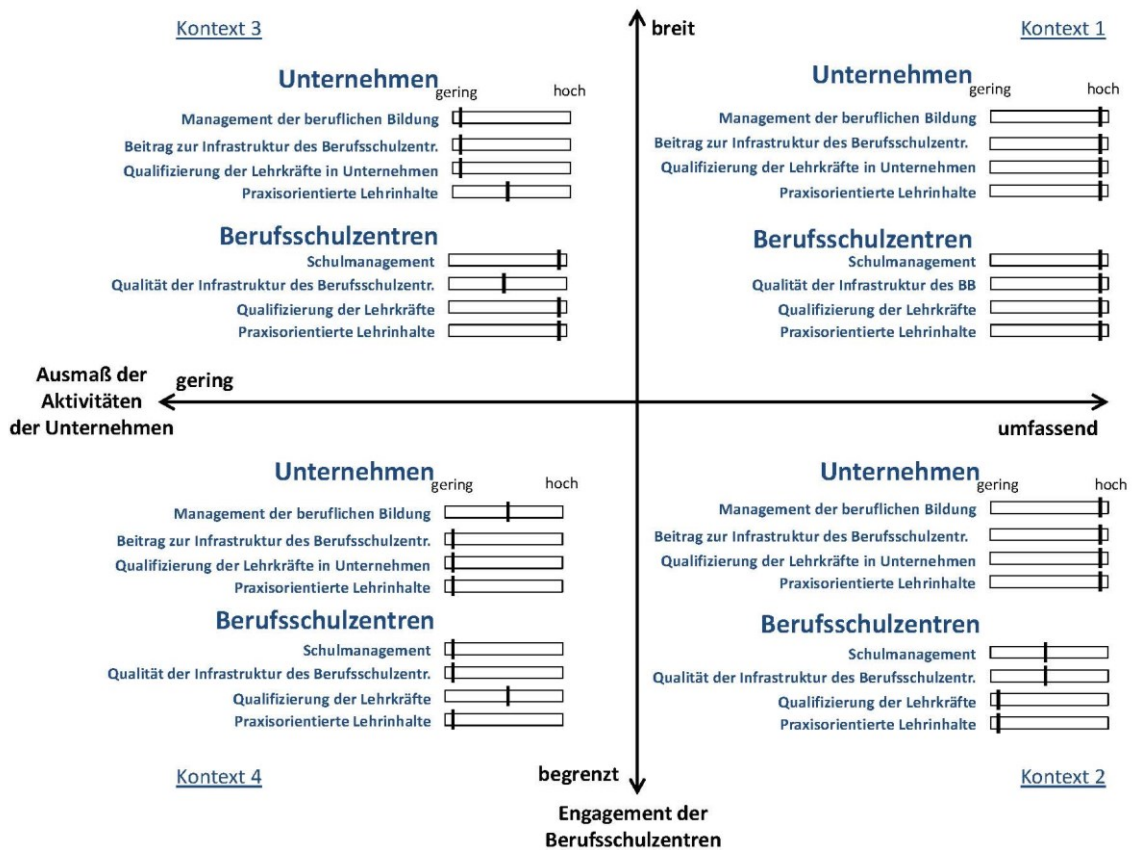 Kontext 3
breit
Kontext 1
Unternehmen
gering
hoch
Management der beruflichen Bildung
Beitrag zur Infrastruktur des Berufsschulzentr.
Qualifizierung der Lehrkräfte in Unternehmen
Praxisorientierte Lehrinhalte
Berufsschulzentren
Schulmanagement
Qualität der Infrastruktur des Berufsschulzentr.
Qualifizierung der Lehrkräfte
Praxisorientierte Lehrinhalte
Unternehmen
gering
hoch
Management der beruflichen Bildung
Beitrag zur Infrastruktur des Berufsschulzentr.
Qualifizierung der Lehrkräfte in Unternehmen
Praxisorientierte Lehrinhalte
Berufsschulzentren
Schulmanagement
Qualität der Infrastruktur des BB
Qualifizierung der Lehrkräfte
Praxisorientierte Lehrinhalte
Ausmaß der
Aktivitäten
der Unternehmen
gering
umfassend
Unternehmen
gering
hoch
Management der beruflichen Bildung
Beitrag zur Infrastruktur des Berufsschulzentr.
Qualifizierung der Lehrkräfte in Unternehmen
Praxisorientierte Lehrinhalte
Berufsschulzentren
Schulmanagement
Qualität der Infrastruktur des Berufsschulzentr.
Qualifizierung der Lehrkräfte
Praxisorientierte Lehrinhalte
Unternehmen
gering
hoch
Management der beruflichen Bildung
Beitrag zur Infrastruktur des Berufsschulzentr.
Qualifizierung der Lehrkräfte in Unternehmen
Praxisorientierte Lehrinhalte
Berufsschulzentren
Schulmanagement
Qualität der Infrastruktur des Berufsschulzentr.
Qualifizierung der Lehrkräfte
Praxisorientierte Lehrinhalte
Kontext 4
begrenzt
Kontext 2
Engagement der
Berufsschulzentren